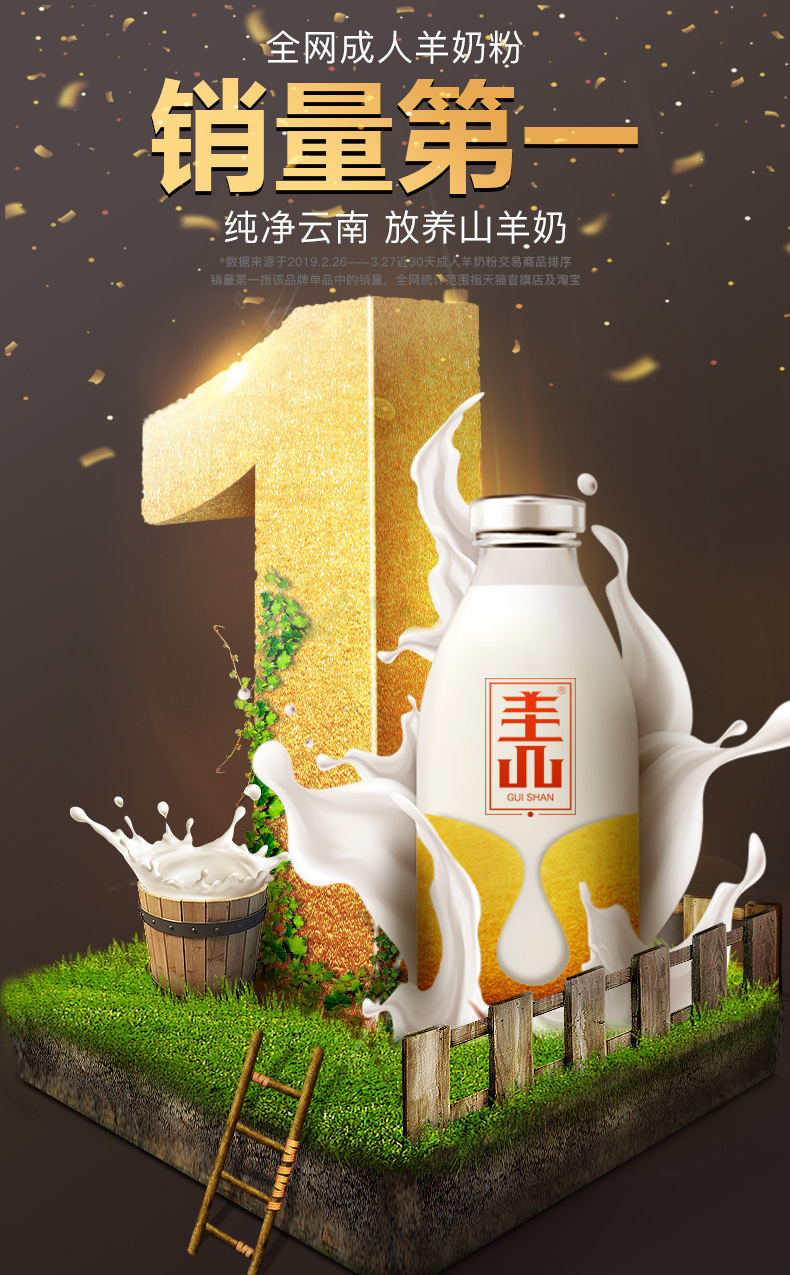 全网成人羊奶粉
销量第一
纯净云南 放养山羊奶
*数据来源于2019.2.26---3.27近30天成人羊奶粉交易商品排序
销量第一指该品牌单品中的销量，全网统计范围指天猫官旗店及淘宝
圭山®
GUI SHAN